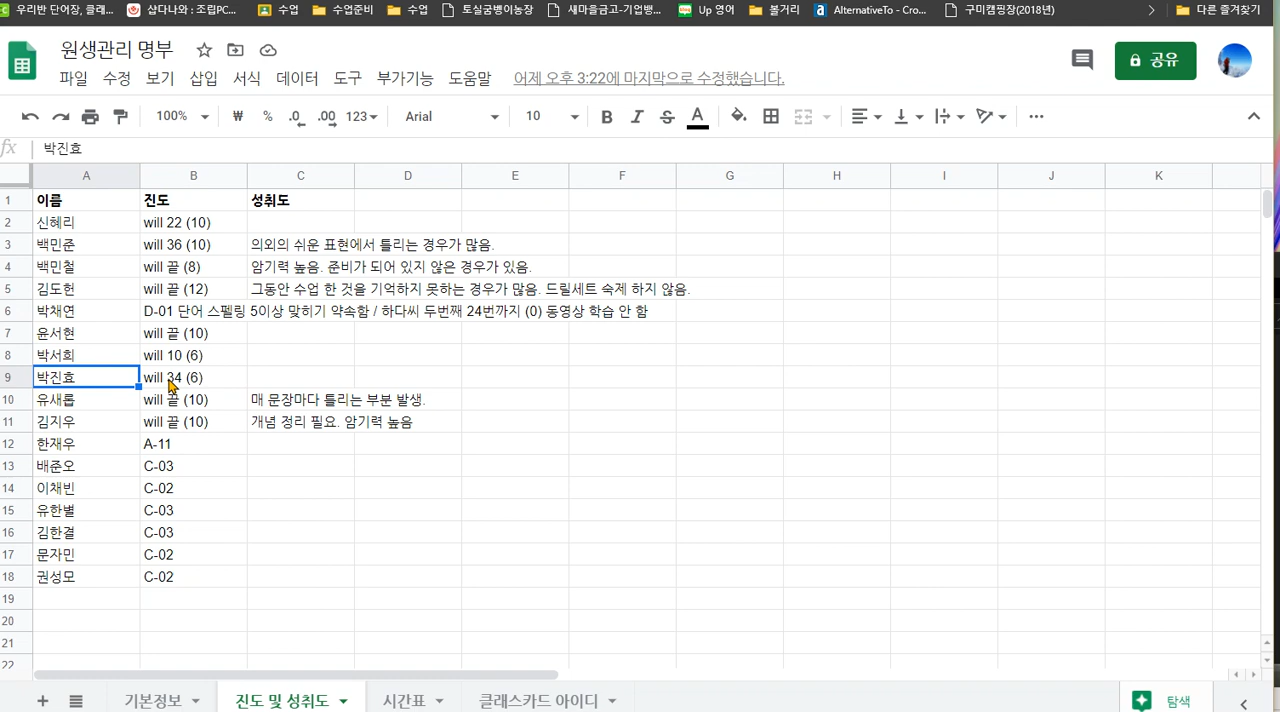 우리반 단어장, 클래... 샵다나와 : 조립PC... 수업 수업준비 수업 토실궁벵이농장 새마을금고-기업뱅... Up 영어 볼거리 AlternativeTo - Cro... 구미캠핑장(2018년) 다른 즐겨찾기
원생관리 명부
파일 수정 보기 삽입 서식 데이터 도구 부가기능 도움말 어제 오후 3:22에 마지막으로 수정했습니다. 공유
100% ₩ % .0 .00 123 Arial 10 B I S A
fx 박진효
A B C D E F G H I J K
1 이름 진도 성취도
2 신혜리 will 22 (10)
3 백민준 will 36 (10) 의외의 쉬운 표현에서 틀리는 경우가 많음.
4 백민철 will 끝 (8) 암기력 높음. 준비가 되어 있지 않은 경우가 있음.
5 김도헌 will 끝 (12) 그동안 수업 한 것을 기억하지 못하는 경우가 많음. 드릴세트 숙제 하지 않음.
6 박채연 D-01 단어 스펠링 5이상 맞히기 약속함 / 하다씨 두번째 24번까지 (0) 동영상 학습 안 함
7 윤서현 will 끝 (10)
8 박서희 will 10 (6)
9 박진효 will 34 (6)
10 유새롭 will 끝 (10) 매 문장마다 틀리는 부분 발생.
11 김지우 will 끝 (10) 개념 정리 필요. 암기력 높음
12 한재우 A-11
13 배준오 C-03
14 이채빈 C-02
15 유한별 C-03
16 김한결 C-03
17 문자민 C-02
18 권성모 C-02
19
20
21
22
기본정보 진도 및 성취도 시간표 클래스카드 아이디 탐색